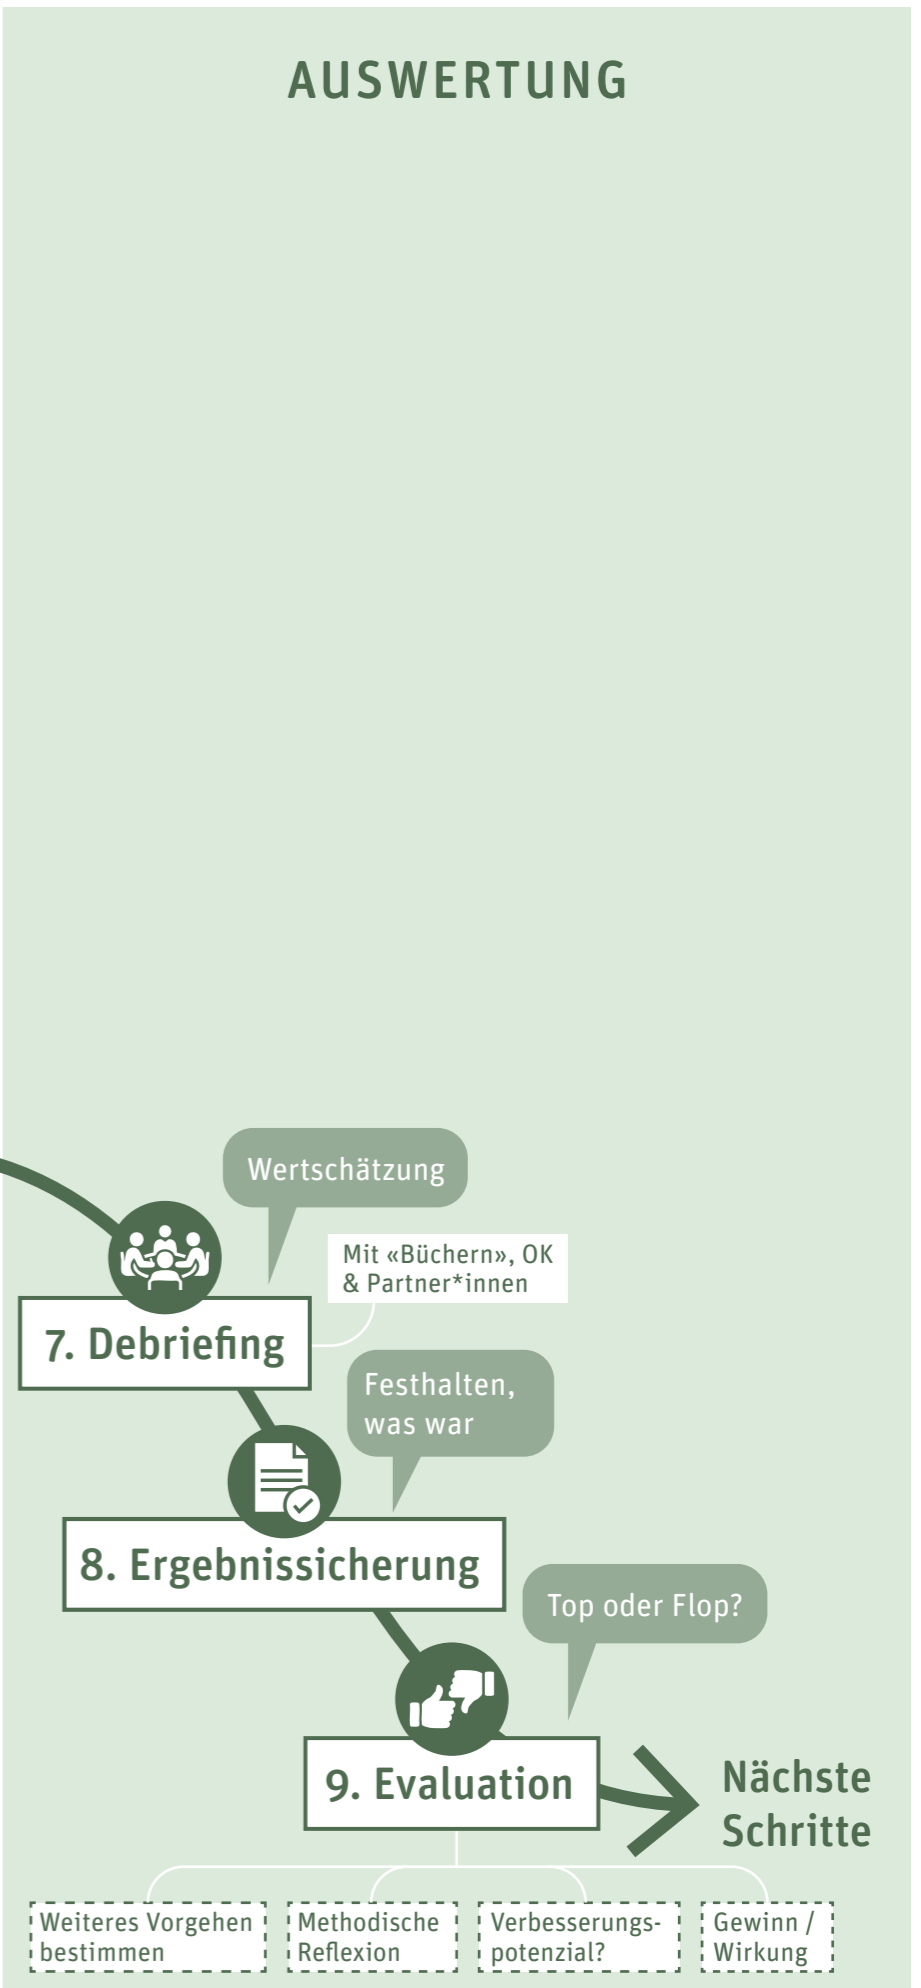 AUSWERTUNG
Wertschätzung
Mit «Büchern», OK
& Partner*innen
7. Debriefing
Festhalten,
was war
8. Ergebnissicherung
Top oder Flop?
9. Evaluation
Nächste
Schritte
Weiteres Vorgehen
bestimmen
Methodische
Reflexion
Verbesserungs-
potenzial?
Gewinn /
Wirkung